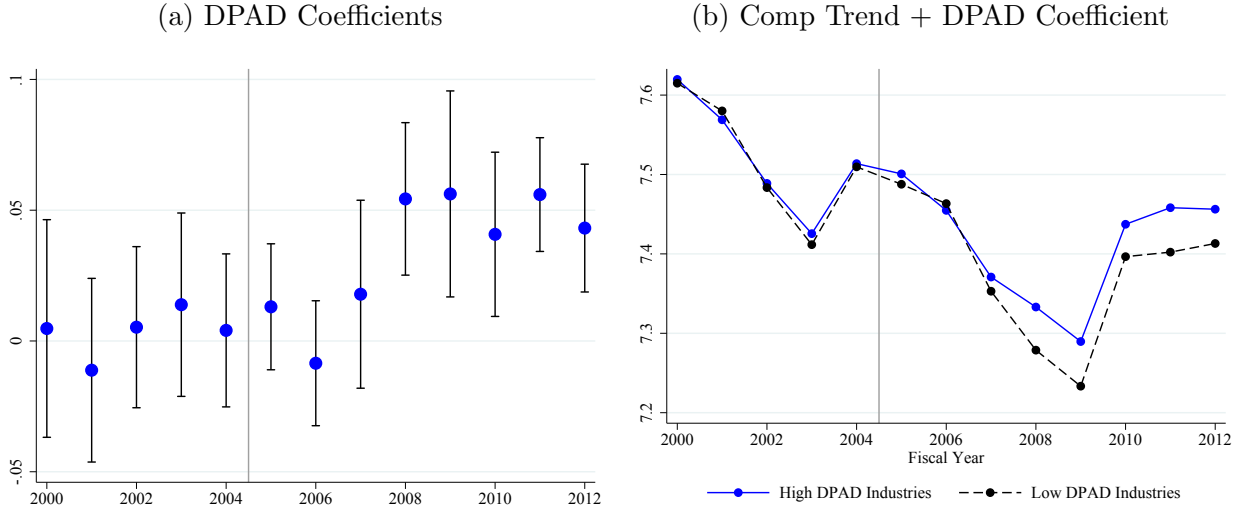 (a) DPAD Coefficients
.1
.05
0
-.05
2000 2002 2004 2006 2008 2010 2012
(b) Comp Trend + DPAD Coefficient
7.6
7.5
7.4
7.3
7.2
2000 2002 2004 2006 2008 2010 2012
Fiscal Year
High DPAD Industries Low DPAD Industries